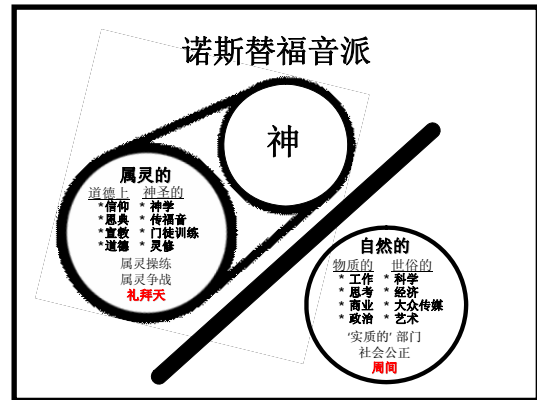 诺斯替福音派
神
属灵的
道德上 神圣的
*信仰 * 神学
*恩典 * 传福音
*宣教 * 门徒训练
*道德 * 灵修
属灵操练
属灵争战
礼拜天
自然的
物质的 世俗的
* 工作 * 科学
* 思考 * 经济
* 商业 * 大众传媒
* 政治 * 艺术
‘实质的’ 部门
社会公正
周间